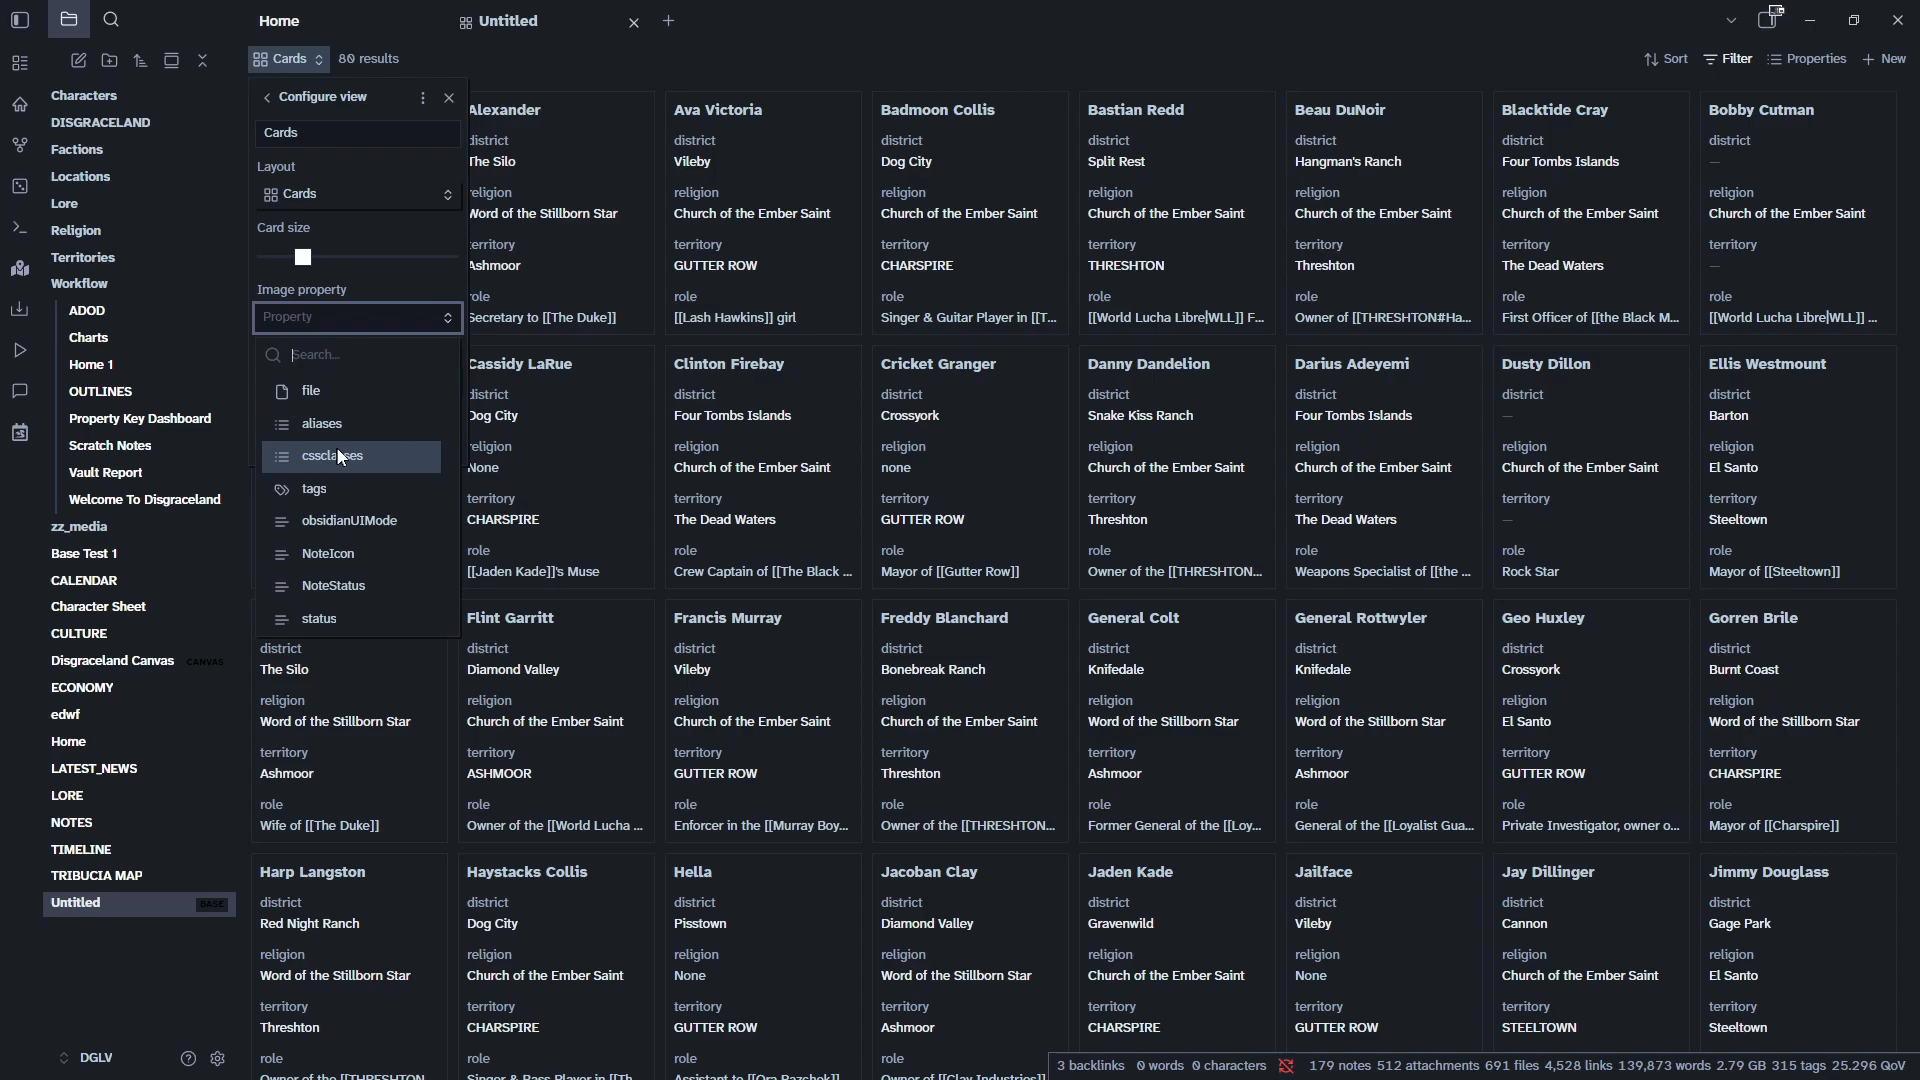 Home
Untitled
Cards
80 results
Sort
Filter
Properties
New
Characters
DISGRACELAND
Factions
Locations
Lore
Religion
Territories
Workflow
ADOD
Charts
Home 1
OUTLINES
Property Key Dashboard
Scratch Notes
Vault Report
Welcome To Disgraceland
zz_media
Base Test 1
CALENDAR
Character Sheet
CULTURE
Disgraceland Canvas CANVAS
ECONOMY
edwf
Home
LATEST_NEWS
LORE
NOTES
TIMELINE
TRIBUCIA MAP
Untitled BASE
DGLV
Configure view
Cards
Layout
Cards
Card size
Image property
Property
Search...
file
aliases
cssclasses
tags
obsidianUIMode
NoteIcon
NoteStatus
status
Alexander
district
The Silo
religion
Word of the Stillborn Star
territory
Ashmoor
role
Secretary to [[The Duke]]
Ava Victoria
district
Vileby
religion
Church of the Ember Saint
territory
GUTTER ROW
role
[[Lash Hawkins]] girl
Badmoon Collis
district
Dog City
religion
Church of the Ember Saint
territory
CHARSPIRE
role
Singer & Guitar Player in [[T...
Bastian Redd
district
Split Rest
religion
Church of the Ember Saint
territory
THRESHTON
role
[[World Lucha Libre|WLL]] F...
Beau DuNoir
district
Hangman's Ranch
religion
Church of the Ember Saint
territory
Threshton
role
Owner of [[THRESHTON#Ha...
Blacktide Cray
district
Four Tombs Islands
religion
Church of the Ember Saint
territory
The Dead Waters
role
First Officer of [[the Black M...
Bobby Cutman
district
—
religion
Church of the Ember Saint
territory
—
role
[[World Lucha Libre|WLL]] ...
Cassidy LaRue
district
Dog City
religion
None
territory
CHARSPIRE
role
[[Jaden Kade]]'s Muse
Clinton Firebay
district
Four Tombs Islands
religion
Church of the Ember Saint
territory
The Dead Waters
role
Crew Captain of [[The Black ...
Cricket Granger
district
Crossyork
religion
none
territory
GUTTER ROW
role
Mayor of [[Gutter Row]]
Danny Dandelion
district
Snake Kiss Ranch
religion
Church of the Ember Saint
territory
Threshton
role
Owner of the [[THRESHTON...
Darius Adeyemi
district
Four Tombs Islands
religion
Church of the Ember Saint
territory
The Dead Waters
role
Weapons Specialist of [[the ...
Dusty Dillon
district
—
religion
Church of the Ember Saint
territory
—
role
Rock Star
Ellis Westmount
district
Barton
religion
El Santo
territory
Steeltown
role
Mayor of [[Steeltown]]
district
The Silo
religion
Word of the Stillborn Star
territory
Ashmoor
role
Wife of [[The Duke]]
Flint Garritt
district
Diamond Valley
religion
Church of the Ember Saint
territory
ASHMOOR
role
Owner of the [[World Lucha ...
Francis Murray
district
Vileby
religion
Church of the Ember Saint
territory
GUTTER ROW
role
Enforcer in the [[Murray Boy...
Freddy Blanchard
district
Bonebreak Ranch
religion
Church of the Ember Saint
territory
Threshton
role
Owner of the [[THRESHTON...
General Colt
district
Knifedale
religion
Word of the Stillborn Star
territory
Ashmoor
role
Former General of the [[Loy...
General Rottwyler
district
Knifedale
religion
Word of the Stillborn Star
territory
Ashmoor
role
General of the [[Loyalist Gua...
Geo Huxley
district
Crossyork
religion
El Santo
territory
GUTTER ROW
role
Private Investigator, owner o...
Gorren Brile
district
Burnt Coast
religion
Word of the Stillborn Star
territory
CHARSPIRE
role
Mayor of [[Charspire]]
Harp Langston
district
Red Night Ranch
religion
Word of the Stillborn Star
territory
Threshton
role
Owner of the [[THRESHTON
Haystacks Collis
district
Dog City
religion
Church of the Ember Saint
territory
CHARSPIRE
role
Singer & Bass Player in [[Th
Hella
district
Pisstown
religion
None
territory
GUTTER ROW
role
Assistant to [[Ora Pazchek]]
Jacoban Clay
district
Diamond Valley
religion
Word of the Stillborn Star
territory
Ashmoor
role
Owner of [[Clay Industries]]
Jaden Kade
district
Gravenwild
religion
Church of the Ember Saint
territory
CHARSPIRE
Jailface
district
Vileby
religion
None
territory
GUTTER ROW
Jay Dillinger
district
Cannon
religion
Church of the Ember Saint
territory
STEELTOWN
Jimmy Douglass
district
Gage Park
religion
El Santo
territory
Steeltown
3 backlinks 0 words 0 characters 179 notes 512 attachments 691 files 4,528 links 139,873 words 2.79 GB 315 tags 25.296 QoV